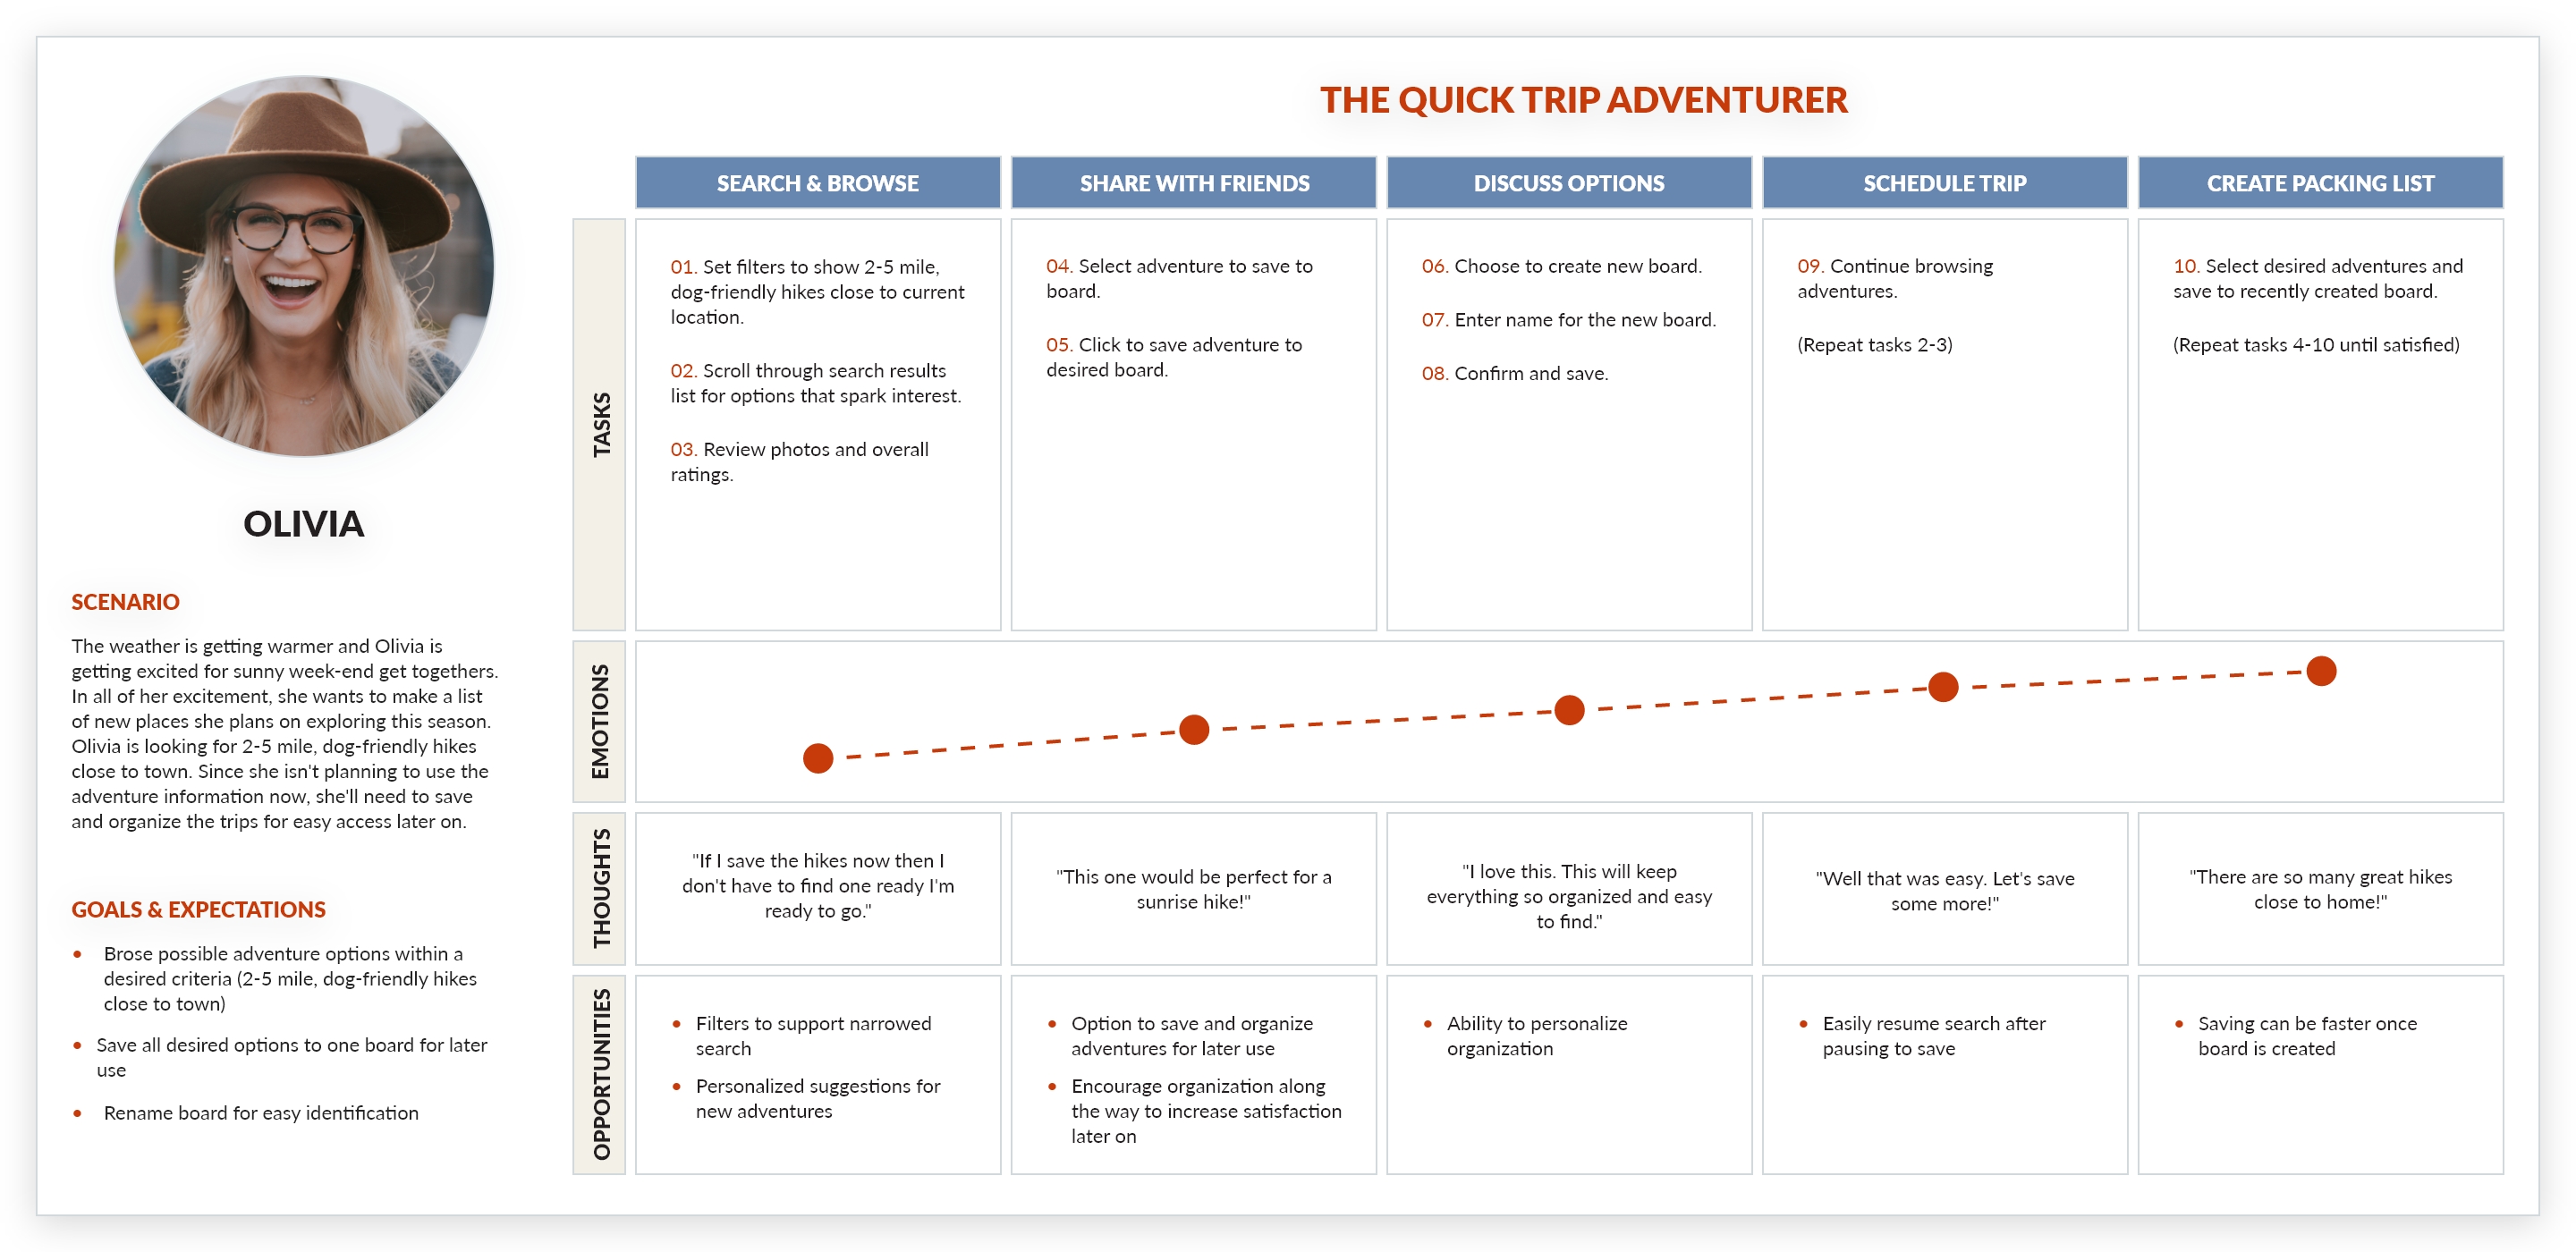 THE QUICK TRIP ADVENTURER
OLIVIA
SCENARIO
The weather is getting warmer and Olivia is
getting excited for sunny week-end get togethers.
In all of her excitement, she wants to make a list
of new places she plans on exploring this season.
Olivia is looking for 2-5 mile, dog-friendly hikes
close to town. Since she isn't planning to use the
adventure information now, she'll need to save
and organize the trips for easy access later on.
GOALS & EXPECTATIONS
• Brose possible adventure options within a
desired criteria (2-5 mile, dog-friendly hikes
close to town)
• Save all desired options to one board for later
use
• Rename board for easy identification
SEARCH & BROWSE
SHARE WITH FRIENDS
DISCUSS OPTIONS
SCHEDULE TRIP
CREATE PACKING LIST
TASKS
01. Set filters to show 2-5 mile,
dog-friendly hikes close to current
location.
02. Scroll through search results
list for options that spark interest.
03. Review photos and overall
ratings.
04. Select adventure to save to
board.
05. Click to save adventure to
desired board.
06. Choose to create new board.
07. Enter name for the new board.
08. Confirm and save.
09. Continue browsing
adventures.
(Repeat tasks 2-3)
10. Select desired adventures and
save to recently created board.
(Repeat tasks 4-10 until satisfied)
EMOTIONS
THOUGHTS
"If I save the hikes now then I
don't have to find one ready I'm
ready to go."
"This one would be perfect for a
sunrise hike!"
"I love this. This will keep
everything so organized and easy
to find."
"Well that was easy. Let's save
some more!"
"There are so many great hikes
close to home!"
OPPORTUNITIES
• Filters to support narrowed
search
• Personalized suggestions for
new adventures
• Option to save and organize
adventures for later use
• Encourage organization along
the way to increase satisfaction
later on
• Ability to personalize
organization
• Easily resume search after
pausing to save
• Saving can be faster once
board is created